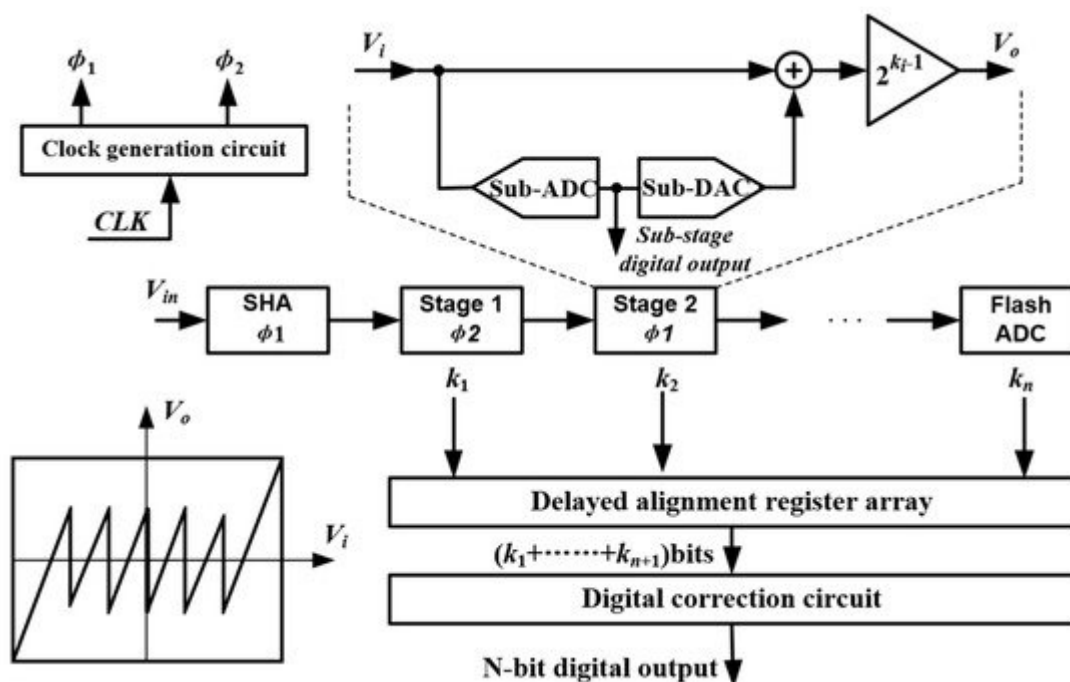 ϕ1
ϕ2
Clock generation circuit
CLK
Vi
2^ki-1
Vo
Sub-ADC
Sub-DAC
Sub-stage
digital output
Vin
SHA
ϕ1
Stage 1
ϕ2
Stage 2
ϕ1
· · ·
Flash
ADC
k1
k2
kn
Vo
Vi
Delayed alignment register array
(k1+······+kn+1)bits
Digital correction circuit
N-bit digital output